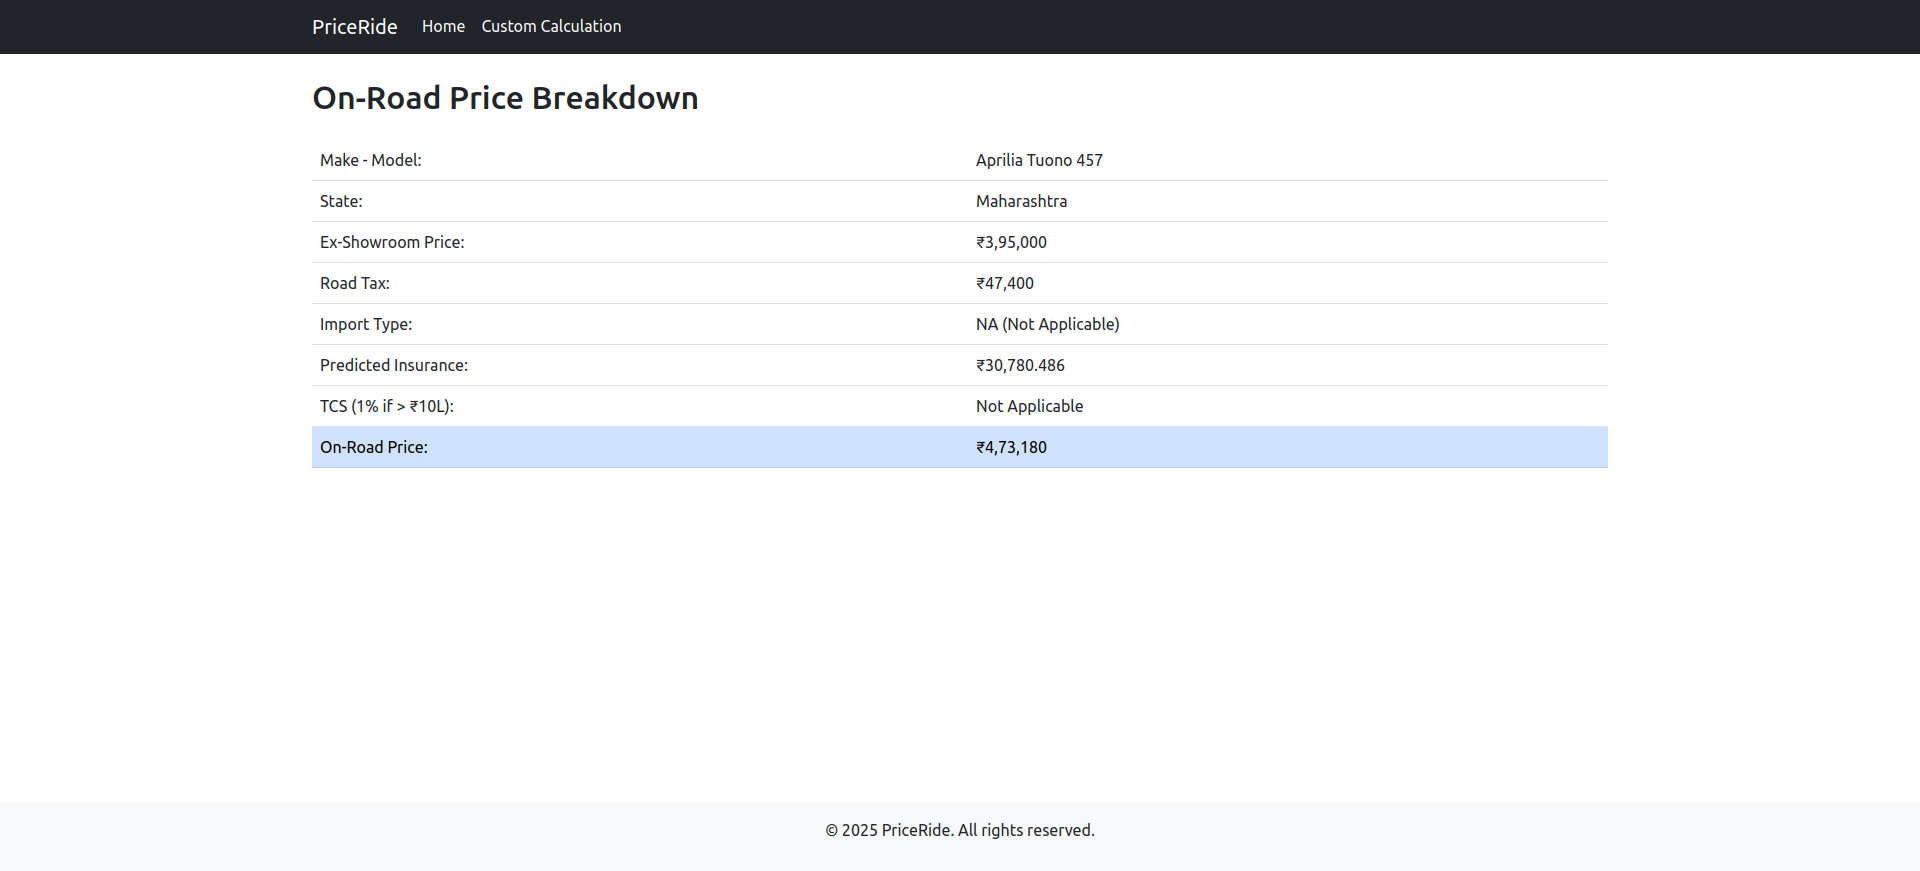 PriceRide Home Custom Calculation
On-Road Price Breakdown
Make - Model: Aprilia Tuono 457
State: Maharashtra
Ex-Showroom Price: ₹3,95,000
Road Tax: ₹47,400
Import Type: NA (Not Applicable)
Predicted Insurance: ₹30,780.486
TCS (1% if > ₹10L): Not Applicable
On-Road Price: ₹4,73,180
© 2025 PriceRide. All rights reserved.